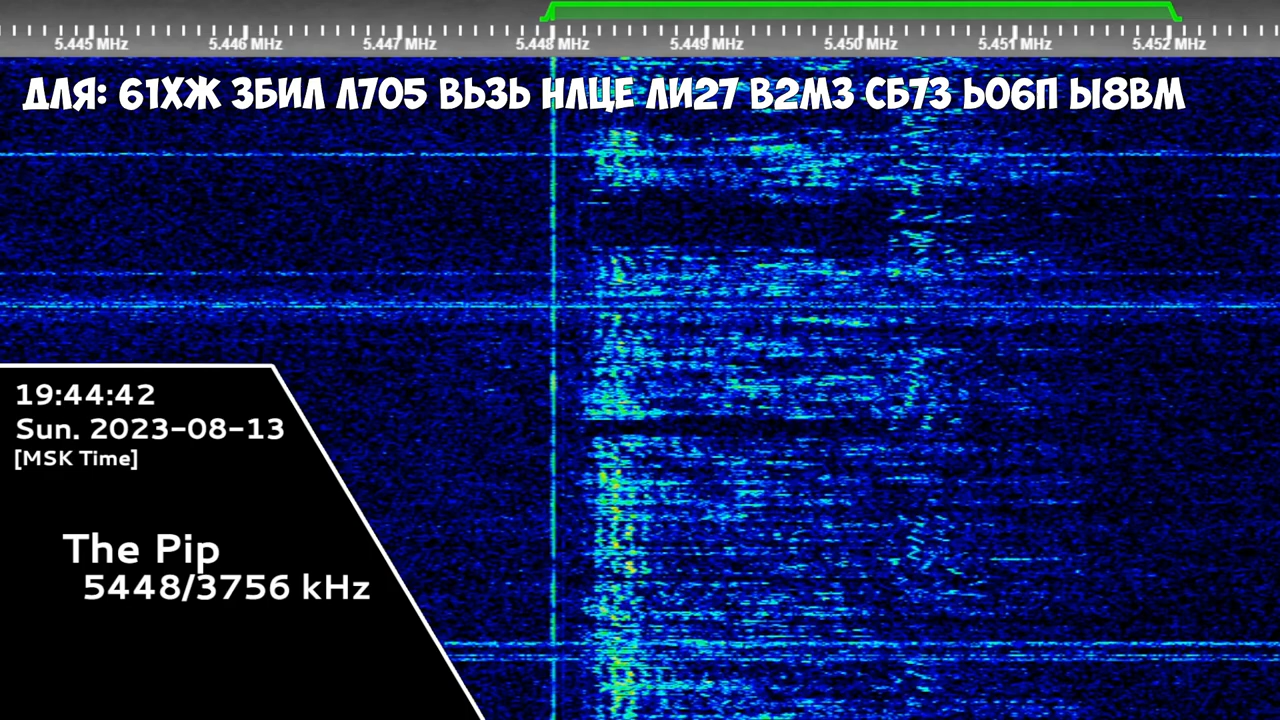 5.445 MHz 5.446 MHz 5.447 MHz 5.448 MHz 5.449 MHz 5.450 MHz 5.451 MHz 5.452 MHz
ДЛЯ: 61ХЖ ЗБИЛ Л705 ВЬЗЬ НЛЦЕ ЛИ27 В2МЗ СБ73 Ь06П Ы8ВМ
19:44:42
Sun. 2023-08-13
[MSK Time]
The Pip
5448/3756 kHz